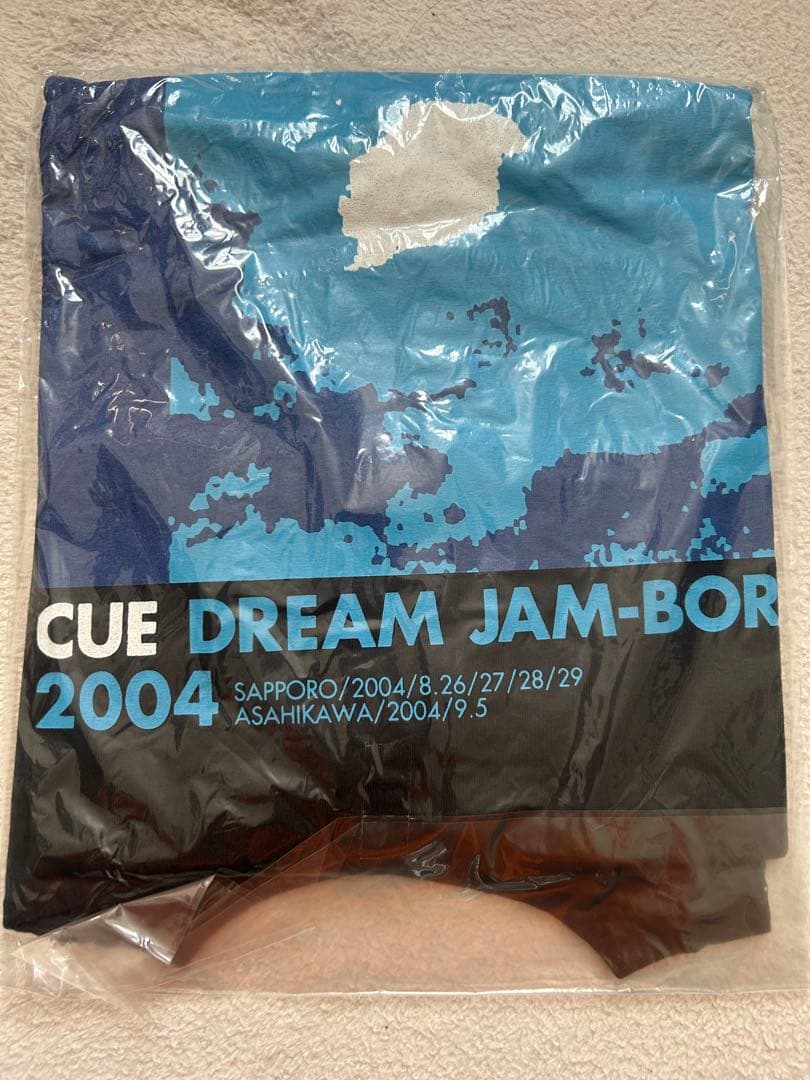 CUE DREAM JAM-BOR
2004 SAPPORO/2004/8.26/27/28/29
ASAHIKAWA/2004/9.5